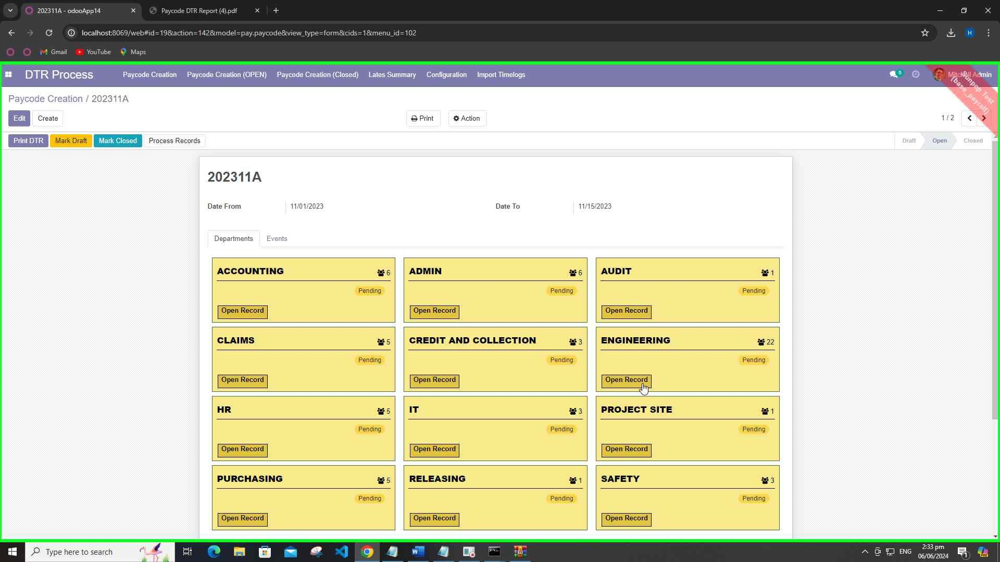 202311A - odooApp14
Paycode DTR Report (4).pdf
localhost:8069/web#id=19&action=142&model=pay.paycode&view_type=form&cids=1&menu_id=102
H
Gmail YouTube Maps
DTR Process Paycode Creation Paycode Creation (OPEN) Paycode Creation (Closed) Lates Summary Configuration Import Timelogs 5 Mitchell Admin
Sunpop Test
(base_payroll)
Paycode Creation / 202311A
Edit Create Print Action 1 / 2
Print DTR Mark Draft Mark Closed Process Records Draft Open Closed
202311A
Date From 11/01/2023 Date To 11/15/2023
Departments Events
ACCOUNTING 6 ADMIN 6 AUDIT 1
Pending Pending Pending
Open Record Open Record Open Record
CLAIMS 5 CREDIT AND COLLECTION 3 ENGINEERING 22
Pending Pending Pending
Open Record Open Record Open Record
HR 5 IT 3 PROJECT SITE 1
Pending Pending Pending
Open Record Open Record Open Record
PURCHASING 5 RELEASING 1 SAFETY 3
Pending Pending Pending
Open Record Open Record Open Record
Type here to search ENG 2:33 pm
06/06/2024 1